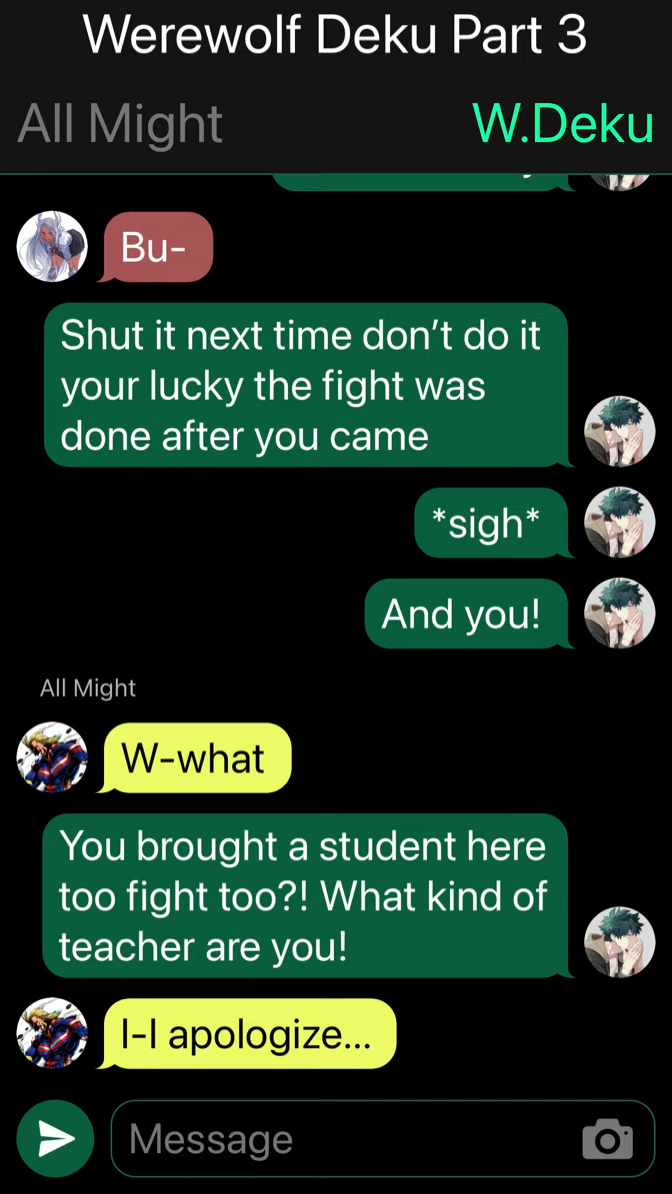 Werewolf Deku Part 3
All Might
W.Deku
Bu-
Shut it next time don’t do it
your lucky the fight was
done after you came
*sigh*
And you!
All Might
W-what
You brought a student here
too fight too?! What kind of
teacher are you!
I-I apologize...
Message